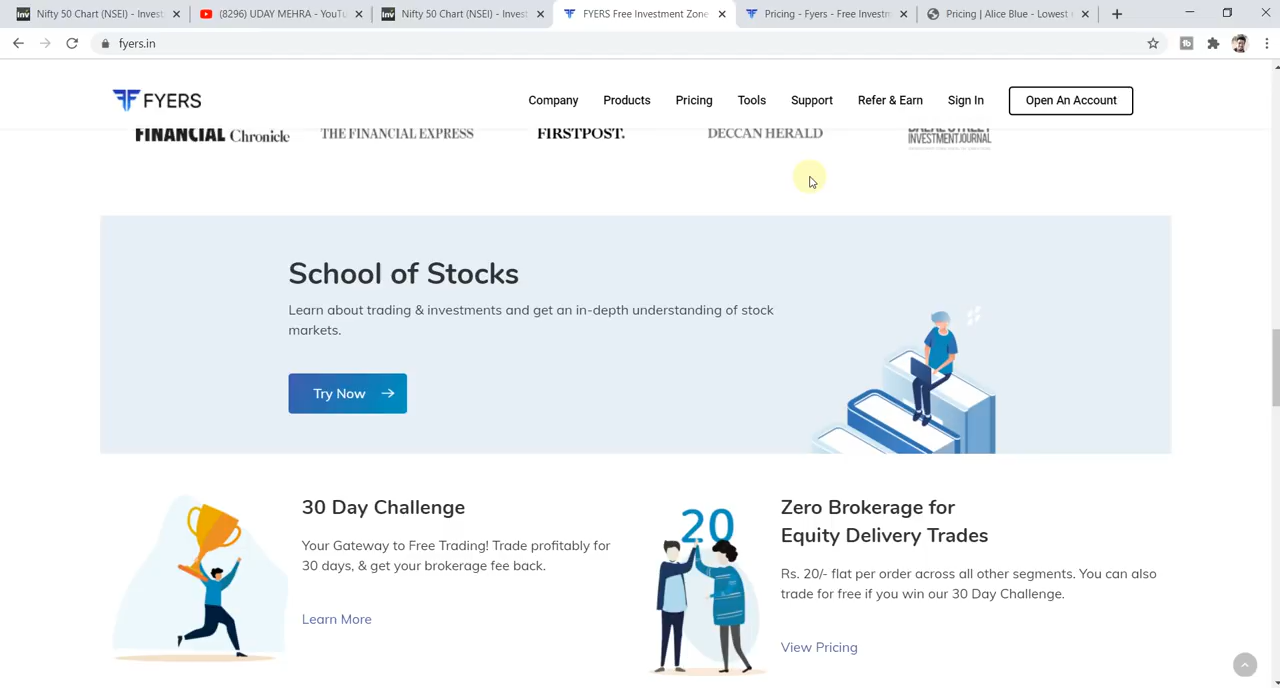 Nifty 50 Chart (NSEI) - Invest
(8296) UDAY MEHRA - YouTu
Nifty 50 Chart (NSEI) - Invest
FYERS Free Investment Zone
Pricing - Fyers - Free Investm
Pricing | Alice Blue - Lowest
fyers.in
FYERS
Company
Products
Pricing
Tools
Support
Refer & Earn
Sign In
Open An Account
FINANCIAL Chronicle
THE FINANCIAL EXPRESS
FIRSTPOST.
DECCAN HERALD
DALAL STREET
INVESTMENT JOURNAL
School of Stocks
Learn about trading & investments and get an in-depth understanding of stock
markets.
Try Now
30 Day Challenge
Your Gateway to Free Trading! Trade profitably for
30 days, & get your brokerage fee back.
Learn More
20
Zero Brokerage for
Equity Delivery Trades
Rs. 20/- flat per order across all other segments. You can also
trade for free if you win our 30 Day Challenge.
View Pricing